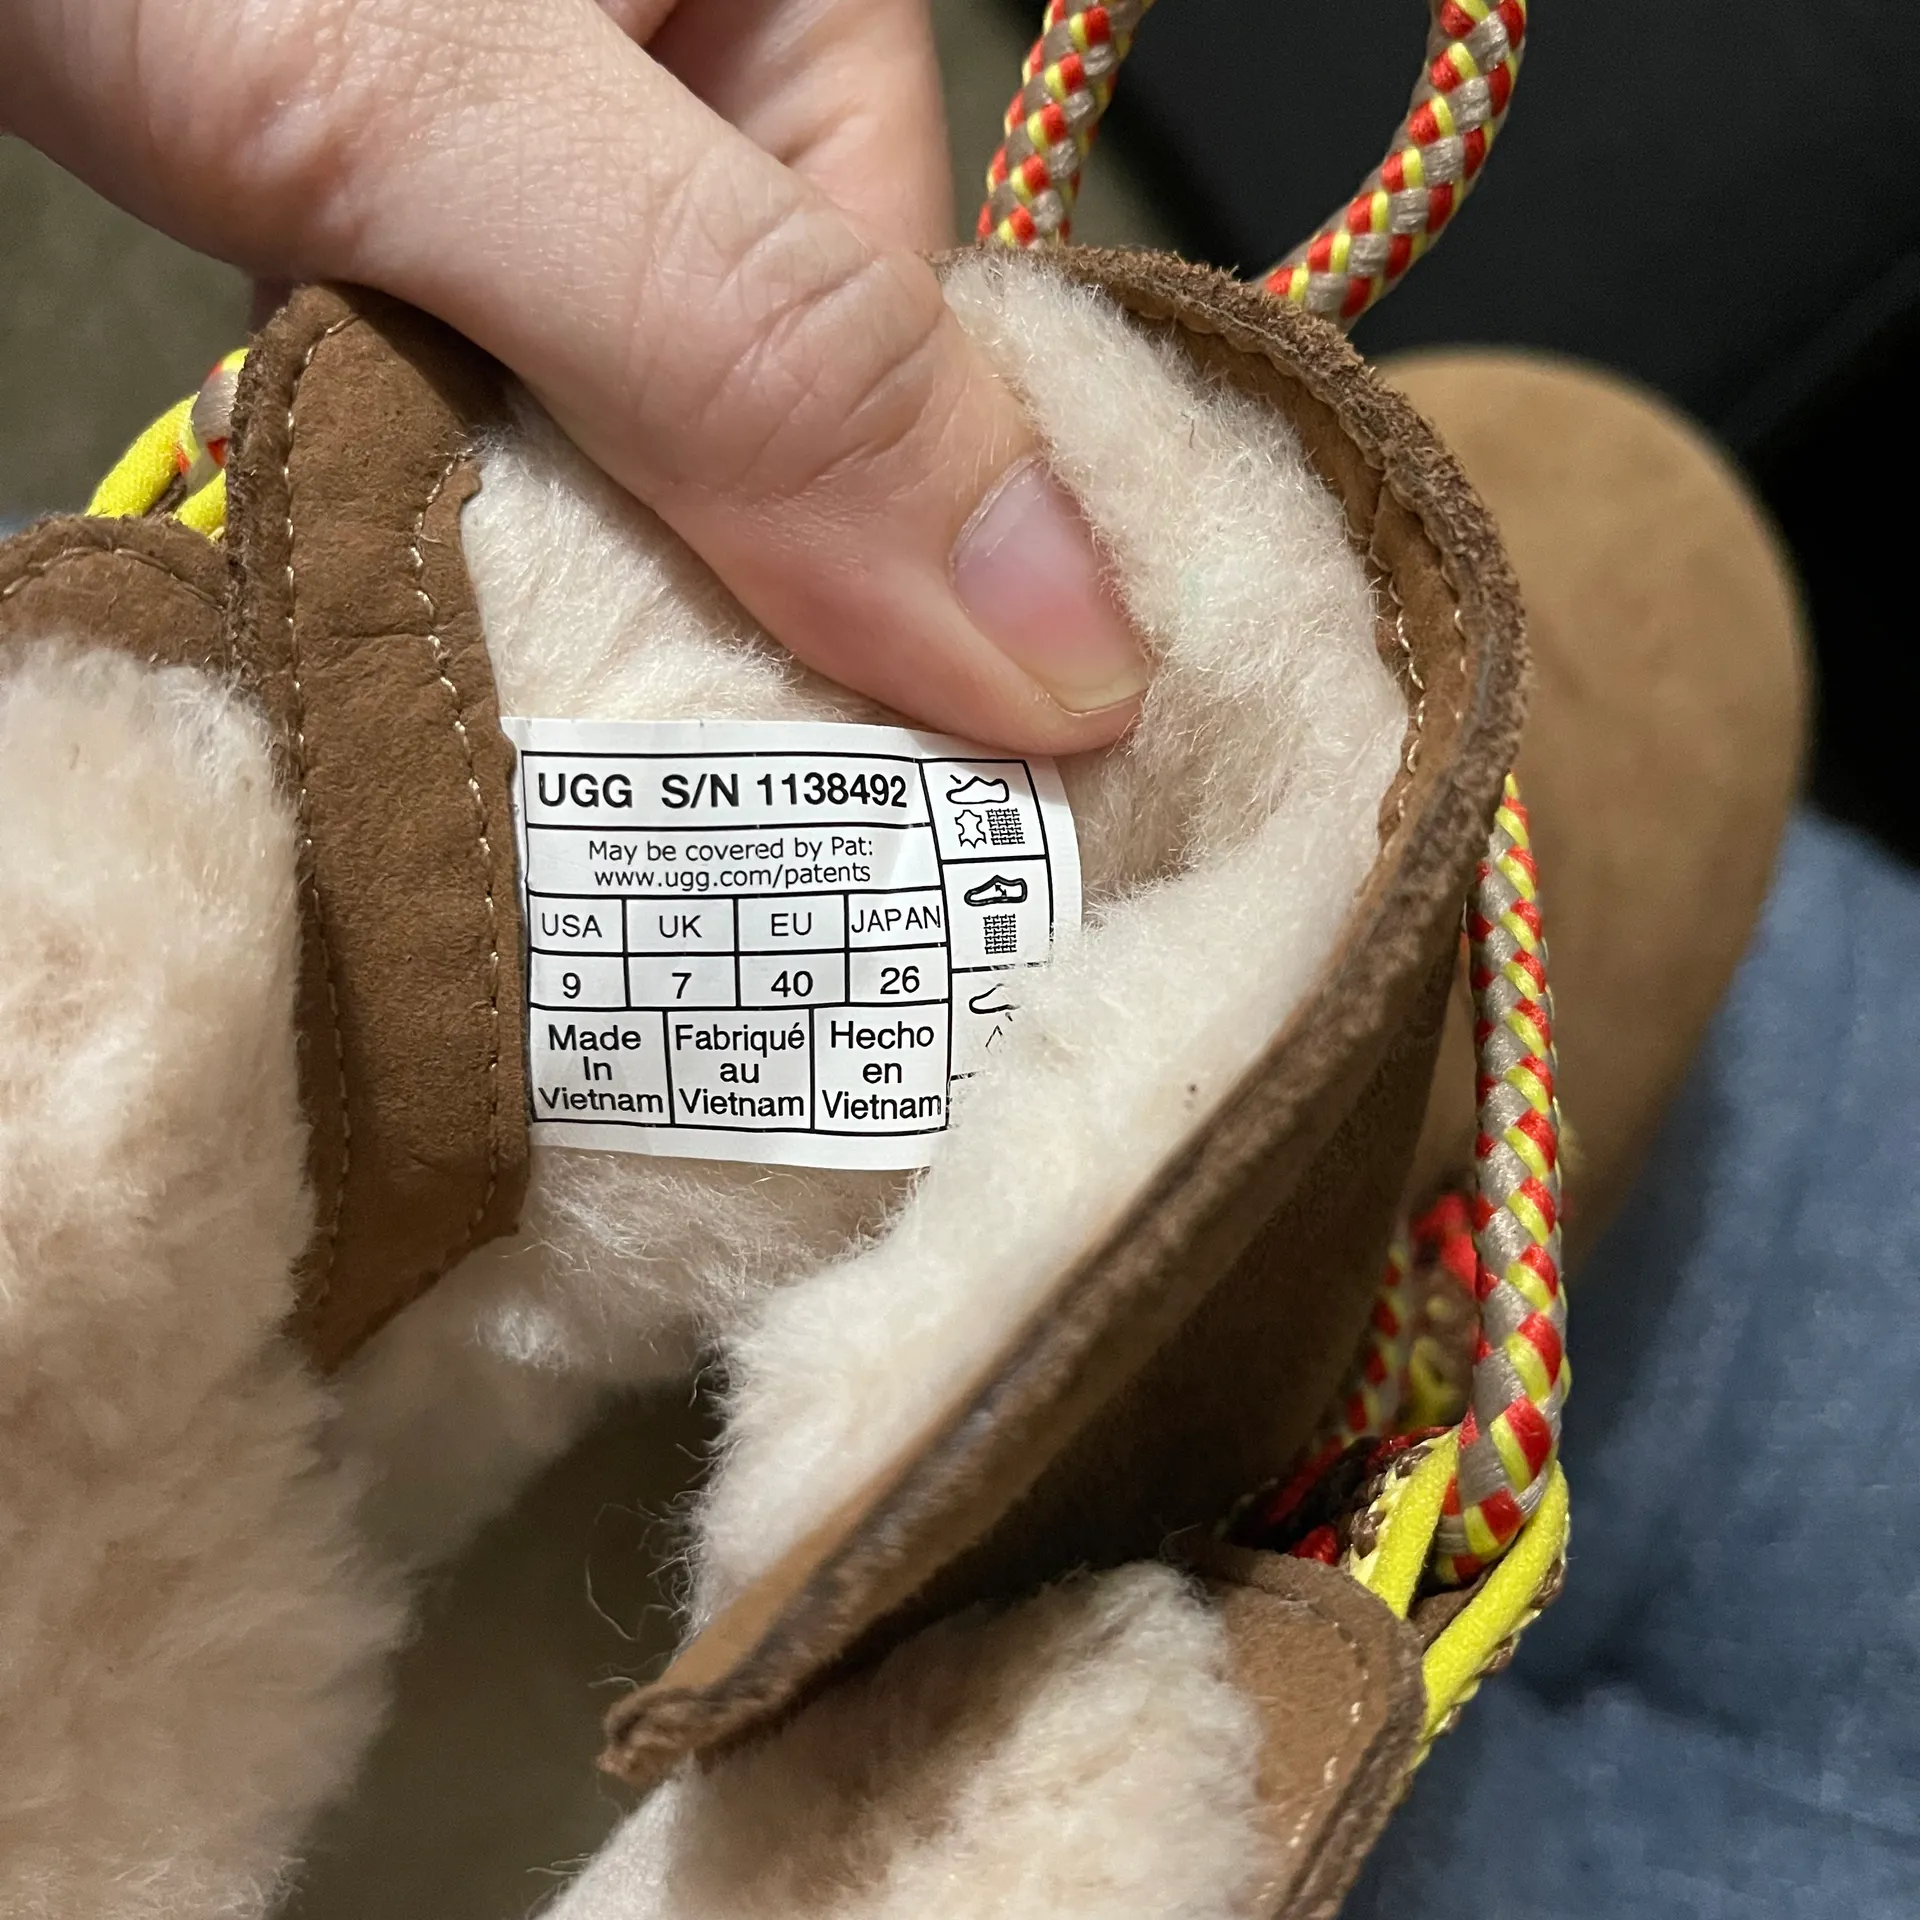 UGG S/N 1138492
May be covered by Pat:
www.ugg.com/patents
USA UK EU JAPAN
9 7 40 26
Made
In
Vietnam
Fabriqué
au
Vietnam
Hecho
en
Vietnam